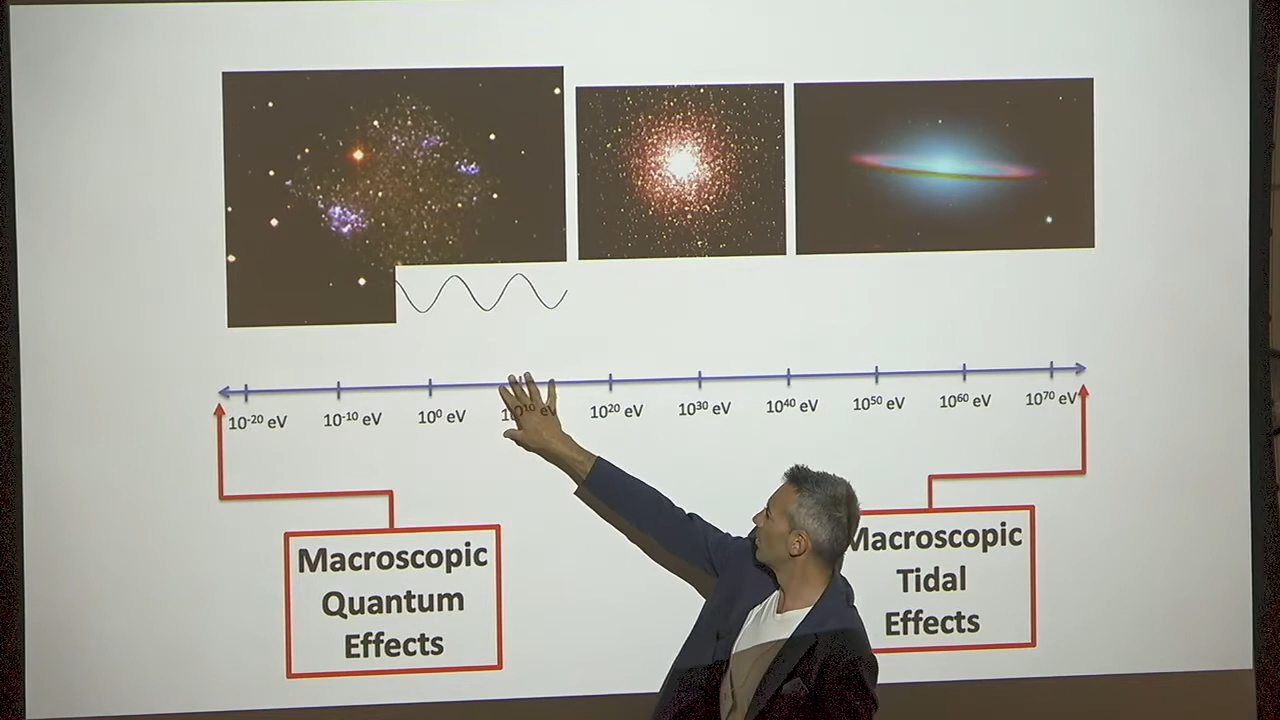 10⁻²⁰ eV 10⁻¹⁰ eV 10⁰ eV 10¹⁰ eV 10²⁰ eV 10³⁰ eV 10⁴⁰ eV 10⁵⁰ eV 10⁶⁰ eV 10⁷⁰ eV
Macroscopic
Quantum
Effects
Macroscopic
Tidal
Effects